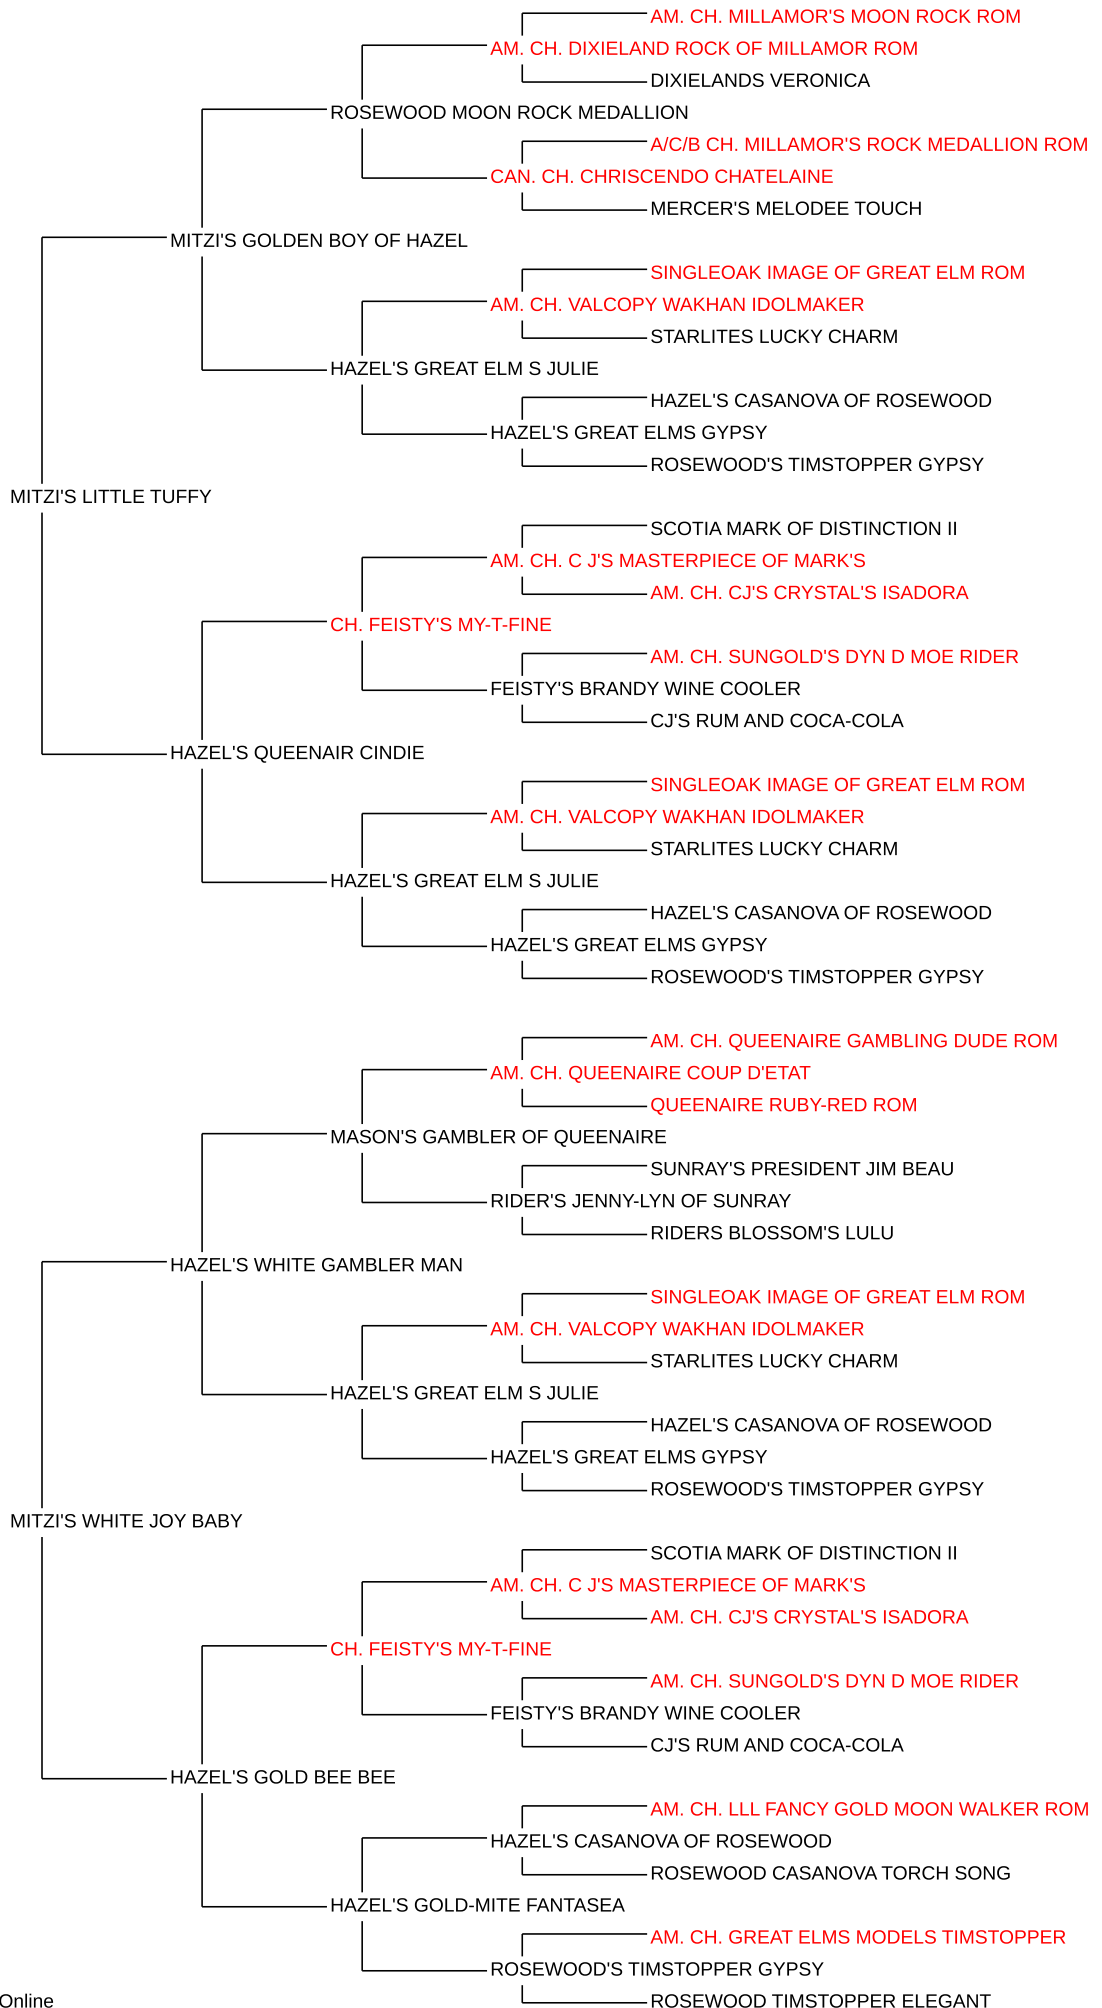 AM. CH. MILLAMOR'S MOON ROCK ROM
AM. CH. DIXIELAND ROCK OF MILLAMOR ROM
DIXIELANDS VERONICA
ROSEWOOD MOON ROCK MEDALLION
A/C/B CH. MILLAMOR'S ROCK MEDALLION ROM
CAN. CH. CHRISCENDO CHATELAINE
MERCER'S MELODEE TOUCH
MITZI'S GOLDEN BOY OF HAZEL
SINGLEOAK IMAGE OF GREAT ELM ROM
AM. CH. VALCOPY WAKHAN IDOLMAKER
STARLITES LUCKY CHARM
HAZEL'S GREAT ELM S JULIE
HAZEL'S CASANOVA OF ROSEWOOD
HAZEL'S GREAT ELMS GYPSY
ROSEWOOD'S TIMSTOPPER GYPSY
MITZI'S LITTLE TUFFY
SCOTIA MARK OF DISTINCTION II
AM. CH. C J'S MASTERPIECE OF MARK'S
AM. CH. CJ'S CRYSTAL'S ISADORA
CH. FEISTY'S MY-T-FINE
AM. CH. SUNGOLD'S DYN D MOE RIDER
FEISTY'S BRANDY WINE COOLER
CJ'S RUM AND COCA-COLA
HAZEL'S QUEENAIR CINDIE
SINGLEOAK IMAGE OF GREAT ELM ROM
AM. CH. VALCOPY WAKHAN IDOLMAKER
STARLITES LUCKY CHARM
HAZEL'S GREAT ELM S JULIE
HAZEL'S CASANOVA OF ROSEWOOD
HAZEL'S GREAT ELMS GYPSY
ROSEWOOD'S TIMSTOPPER GYPSY
AM. CH. QUEENAIRE GAMBLING DUDE ROM
AM. CH. QUEENAIRE COUP D'ETAT
QUEENAIRE RUBY-RED ROM
MASON'S GAMBLER OF QUEENAIRE
SUNRAY'S PRESIDENT JIM BEAU
RIDER'S JENNY-LYN OF SUNRAY
RIDERS BLOSSOM'S LULU
HAZEL'S WHITE GAMBLER MAN
SINGLEOAK IMAGE OF GREAT ELM ROM
AM. CH. VALCOPY WAKHAN IDOLMAKER
STARLITES LUCKY CHARM
HAZEL'S GREAT ELM S JULIE
HAZEL'S CASANOVA OF ROSEWOOD
HAZEL'S GREAT ELMS GYPSY
ROSEWOOD'S TIMSTOPPER GYPSY
MITZI'S WHITE JOY BABY
SCOTIA MARK OF DISTINCTION II
AM. CH. C J'S MASTERPIECE OF MARK'S
AM. CH. CJ'S CRYSTAL'S ISADORA
CH. FEISTY'S MY-T-FINE
AM. CH. SUNGOLD'S DYN D MOE RIDER
FEISTY'S BRANDY WINE COOLER
CJ'S RUM AND COCA-COLA
HAZEL'S GOLD BEE BEE
AM. CH. LLL FANCY GOLD MOON WALKER ROM
HAZEL'S CASANOVA OF ROSEWOOD
ROSEWOOD CASANOVA TORCH SONG
HAZEL'S GOLD-MITE FANTASEA
AM. CH. GREAT ELMS MODELS TIMSTOPPER
ROSEWOOD'S TIMSTOPPER GYPSY
ROSEWOOD TIMSTOPPER ELEGANT
Online